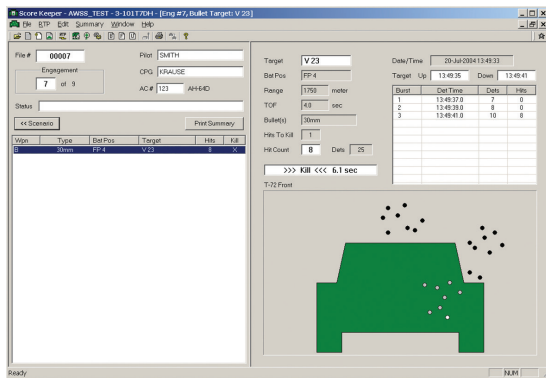 Score Keeper - AWSS_TEST - 3-101T7DH - [Eng #7, Bullet Target: V 23]
File RTP Edit Summary Window Help
File # 00007
Pilot SMITH
Engagement
7 of 9
CPG KRAUSE
AC # 123 AH-64D
Status
<< Scenario
Print Summary
Wpn Type Bat Pos Target Hits Kill
B 30mm FP 4 V 23 8 X
Target V 23
Bat Pos FP 4
Range 1750 meter
TOF 4.0 sec
Bullet(s) 30mm
Hits To Kill 1
Hit Count 8 Dets 25
>>> Kill <<< 6.1 sec
Date/Time 20-Jul-2004 13:49:33
Target Up 13:49:35 Down 13:49:41
Burst Det Time Dets Hits
1 13:49:37.0 7 0
2 13:49:39.0 8 0
3 13:49:41.0 10 8
T-72 Front
Ready
NUM